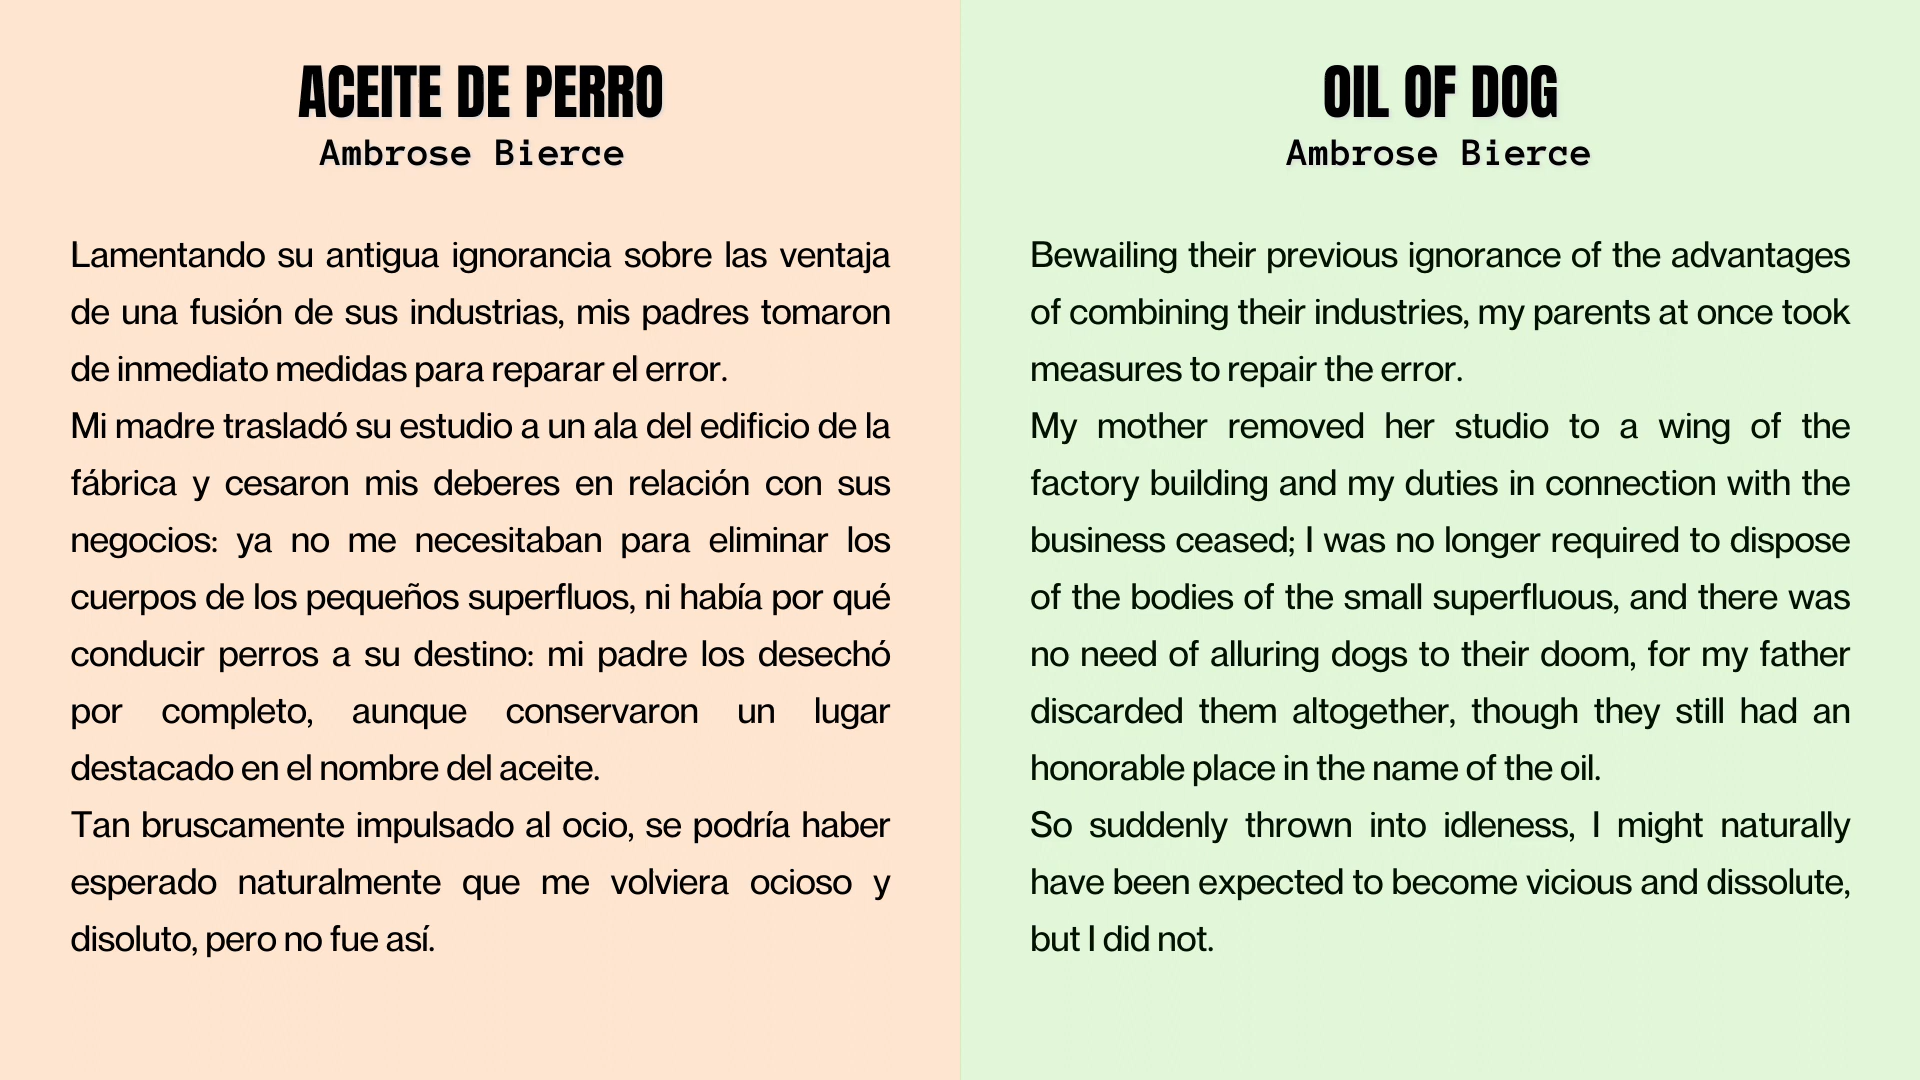 ACEITE DE PERRO
Ambrose Bierce
Lamentando su antigua ignorancia sobre las ventaja
de una fusión de sus industrias, mis padres tomaron
de inmediato medidas para reparar el error.
Mi madre trasladó su estudio a un ala del edificio de la
fábrica y cesaron mis deberes en relación con sus
negocios: ya no me necesitaban para eliminar los
cuerpos de los pequeños superfluos, ni había por qué
conducir perros a su destino: mi padre los desechó
por completo, aunque conservaron un lugar
destacado en el nombre del aceite.
Tan bruscamente impulsado al ocio, se podría haber
esperado naturalmente que me volviera ocioso y
disoluto, pero no fue así.
OIL OF DOG
Ambrose Bierce
Bewailing their previous ignorance of the advantages
of combining their industries, my parents at once took
measures to repair the error.
My mother removed her studio to a wing of the
factory building and my duties in connection with the
business ceased; I was no longer required to dispose
of the bodies of the small superfluous, and there was
no need of alluring dogs to their doom, for my father
discarded them altogether, though they still had an
honorable place in the name of the oil.
So suddenly thrown into idleness, I might naturally
have been expected to become vicious and dissolute,
but I did not.